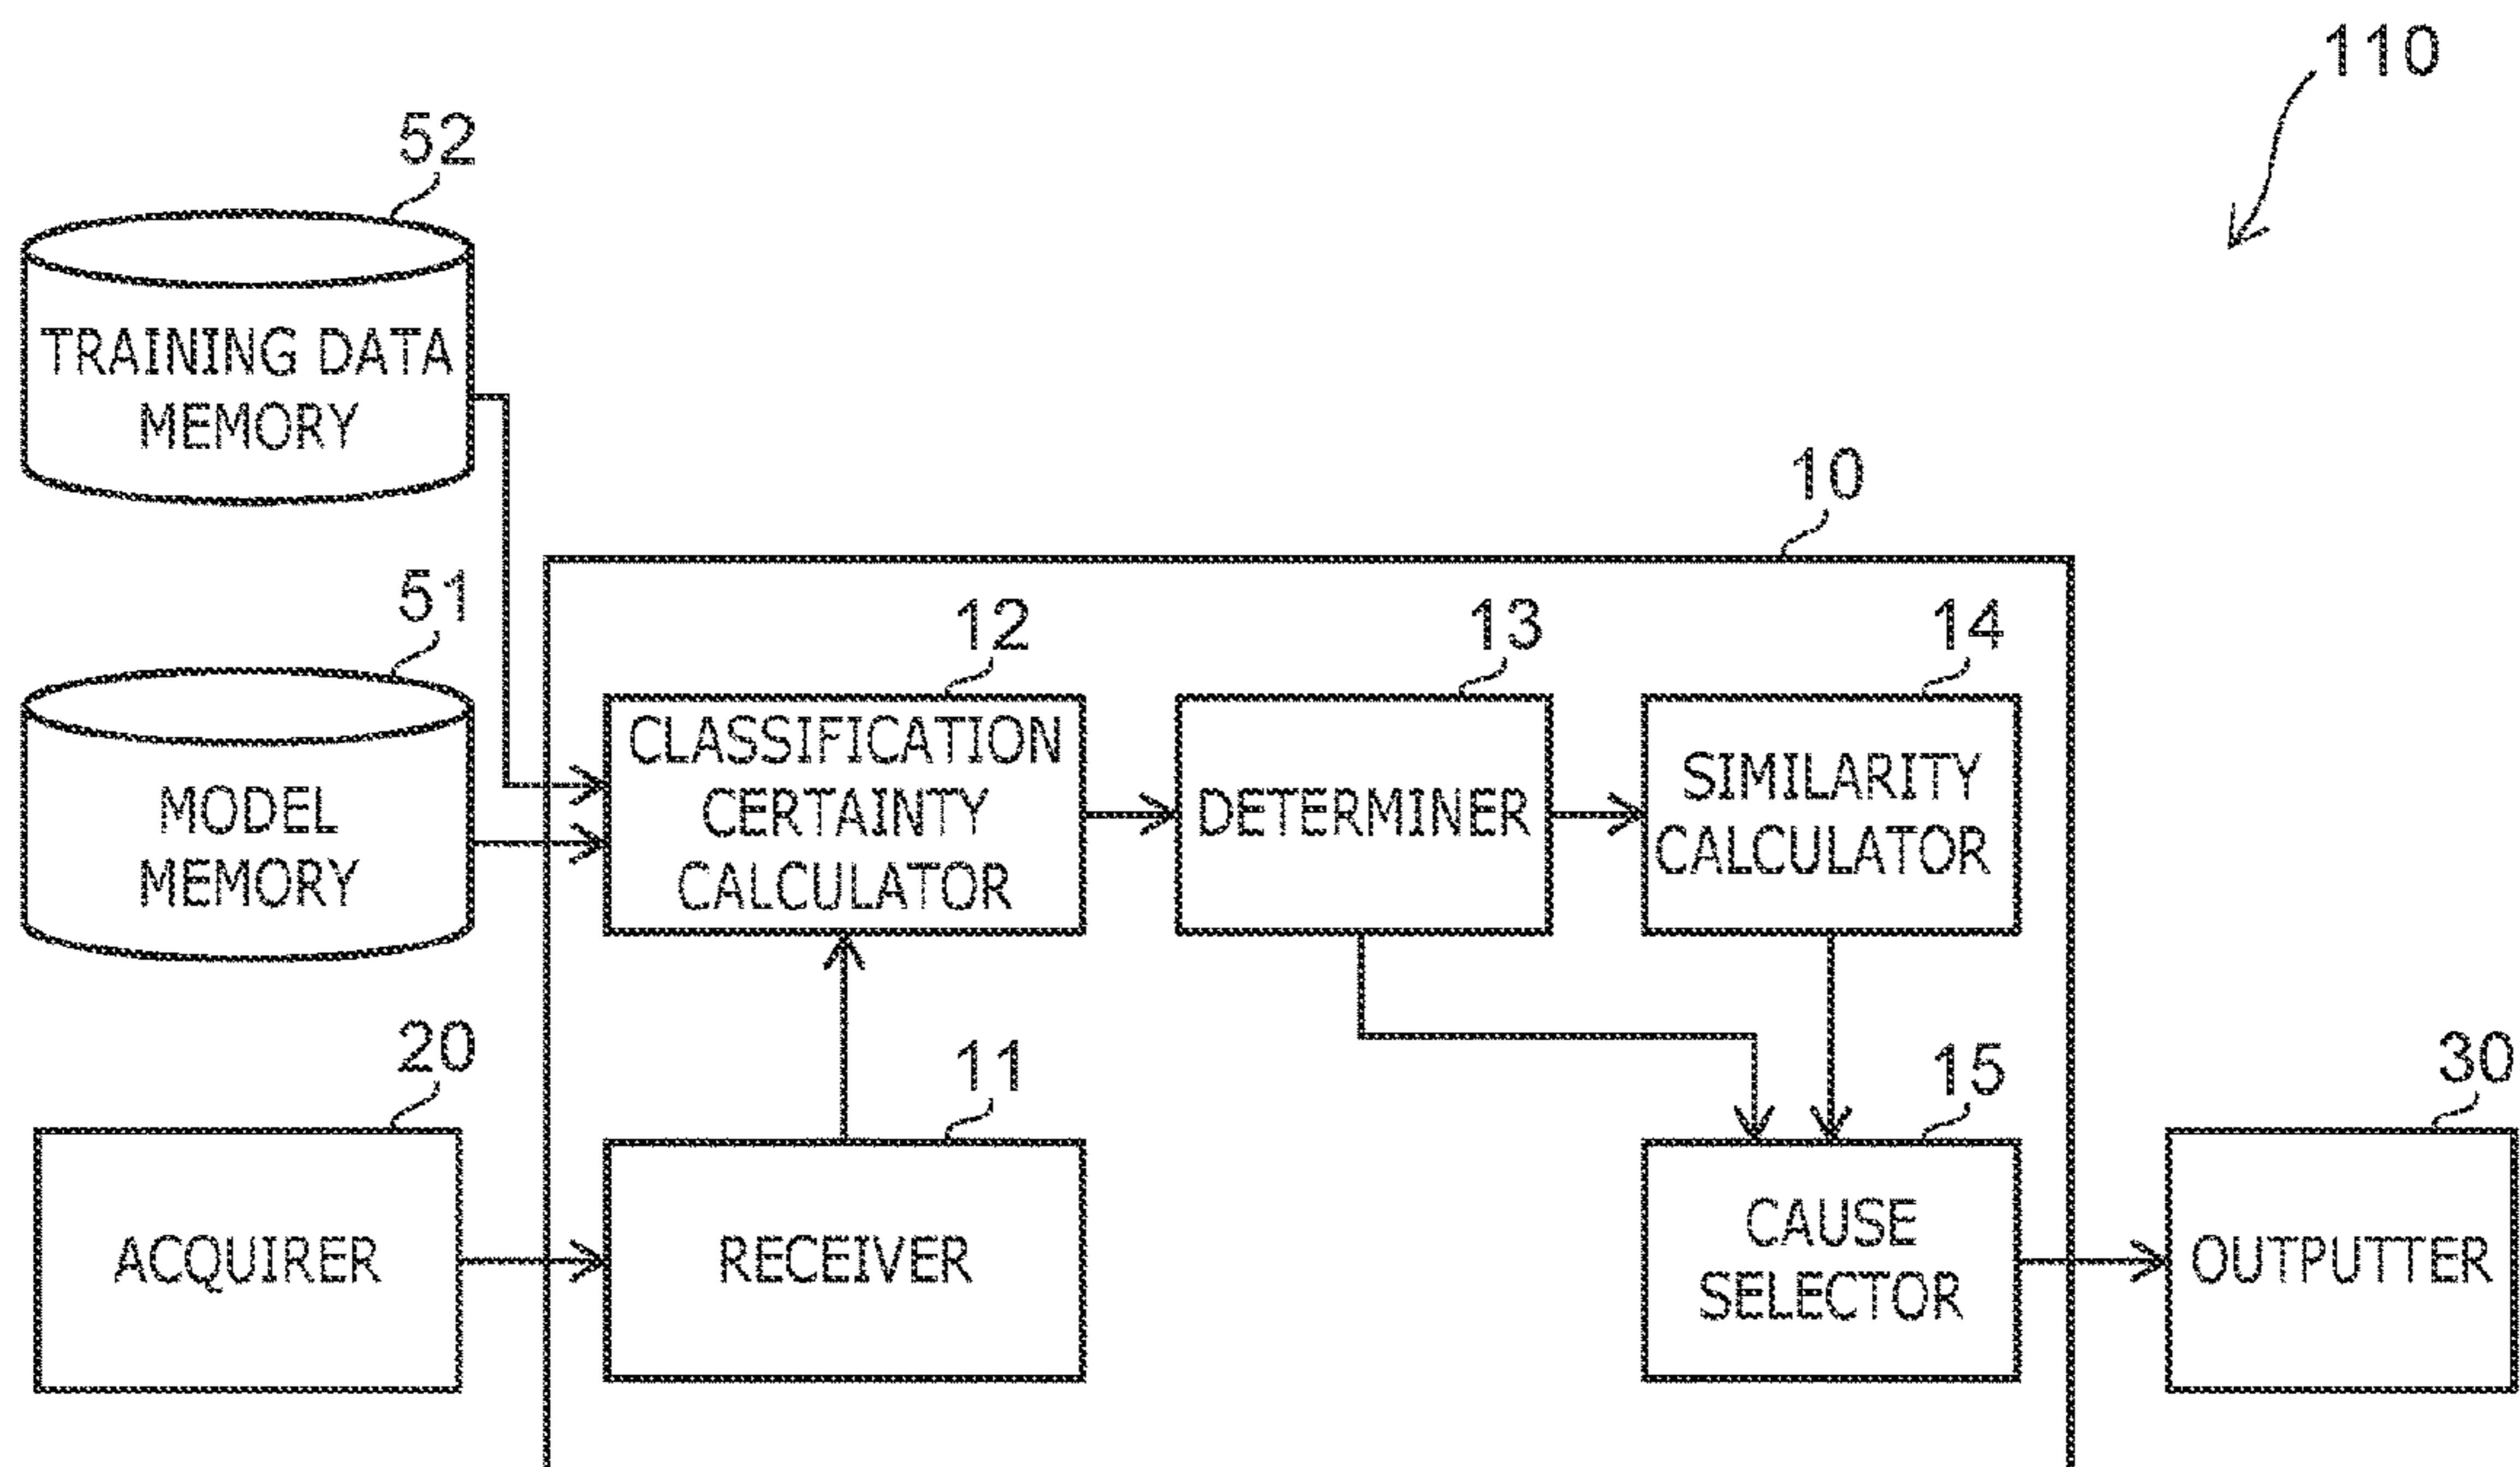 110
52
TRAINING DATA
MEMORY
10
51
MODEL
MEMORY
12
CLASSIFICATION
CERTAINTY
CALCULATOR
13
DETERMINER
14
SIMILARITY
CALCULATOR
20
ACQUIRER
11
RECEIVER
15
CAUSE
SELECTOR
30
OUTPUTTER